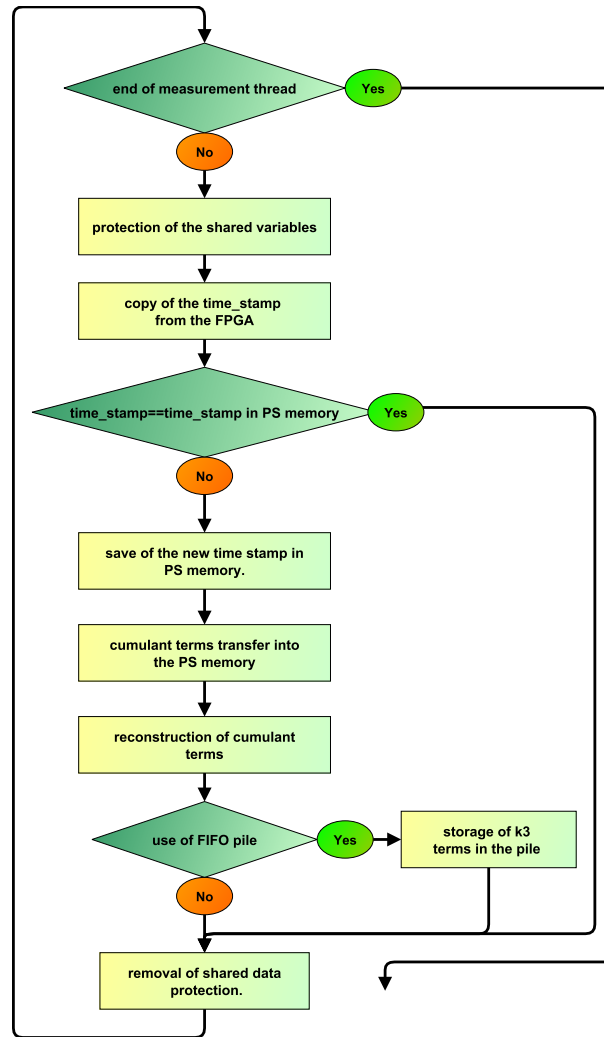 end of measurement thread
Yes
No
protection of the shared variables
copy of the time_stamp
from the FPGA
time_stamp==time_stamp in PS memory
Yes
No
save of the new time stamp in
PS memory.
cumulant terms transfer into
the PS memory
reconstruction of cumulant
terms
use of FIFO pile
Yes
storage of k3
terms in the pile
No
removal of shared data
protection.